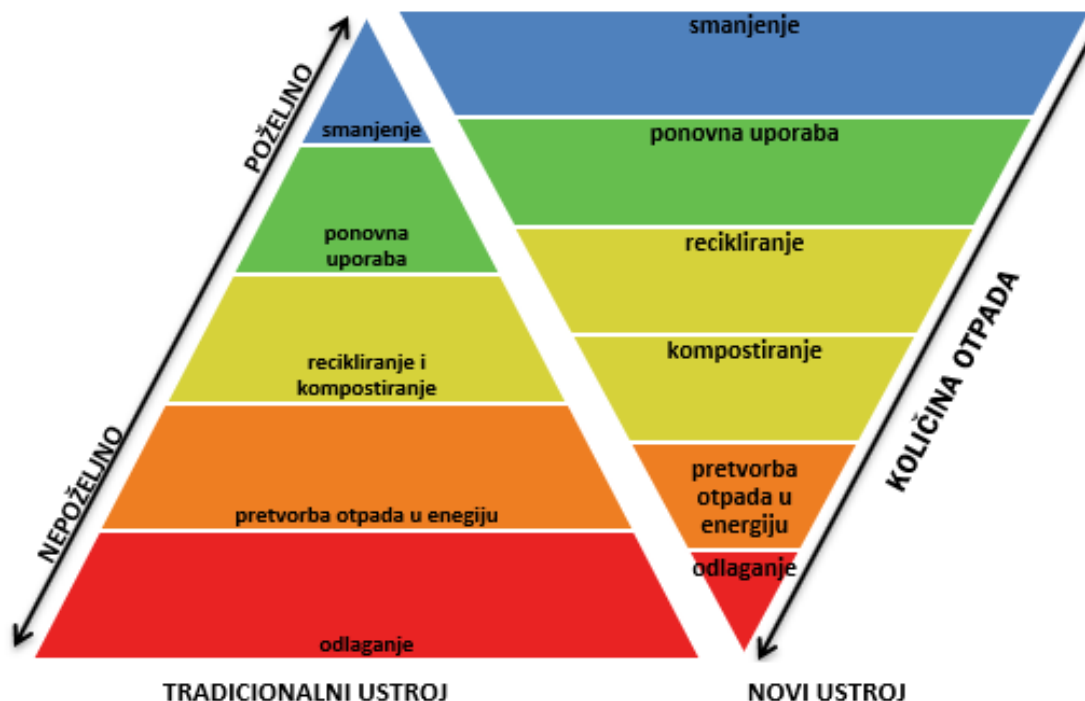 POŽELJNO
NEPOŽELJNO
smanjenje
ponovna
uporaba
recikliranje i
kompostiranje
pretvorba otpada u enegiju
odlaganje
TRADICIONALNI USTROJ
smanjenje
ponovna uporaba
recikliranje
kompostiranje
pretvorba
otpada u
energiju
odlaganje
KOLIČINA OTPADA
NOVI USTROJ